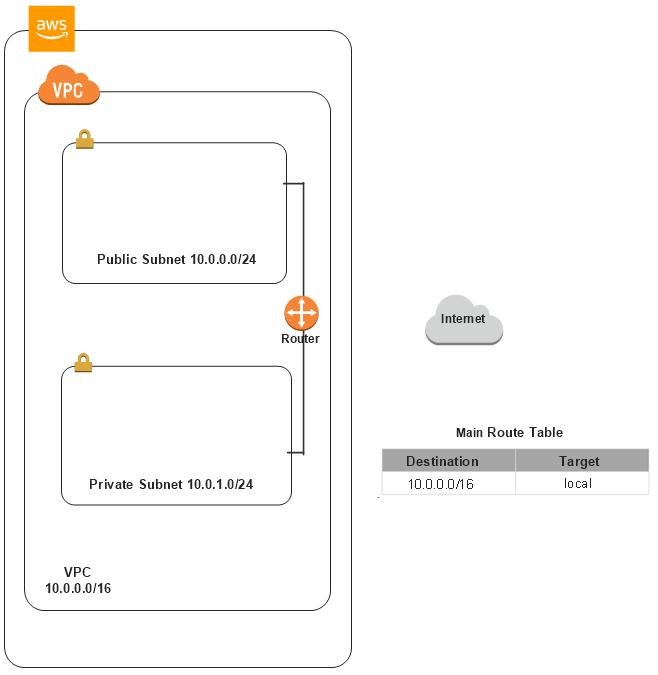 aws
VPC
Public Subnet 10.0.0.0/24
Router
Internet
Private Subnet 10.0.1.0/24
VPC
10.0.0.0/16
Main Route Table
Destination Target
10.0.0.0/16 local